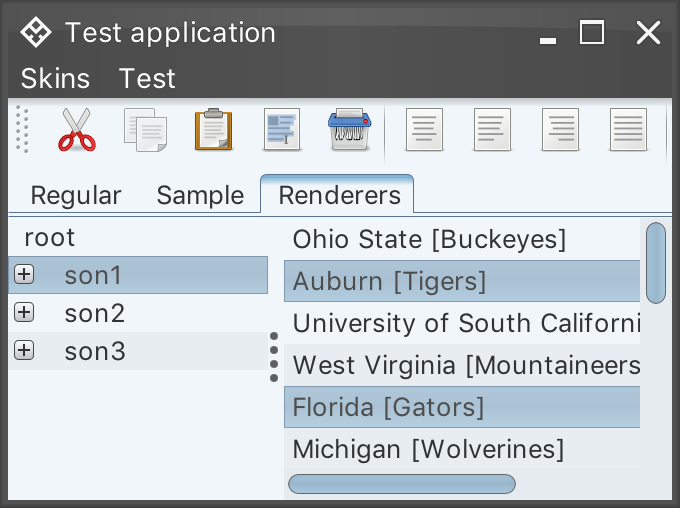 Test application
Skins Test
Regular Sample Renderers
root
son1
son2
son3
Ohio State [Buckeyes]
Auburn [Tigers]
University of South Californi
West Virginia [Mountaineers
Florida [Gators]
Michigan [Wolverines]